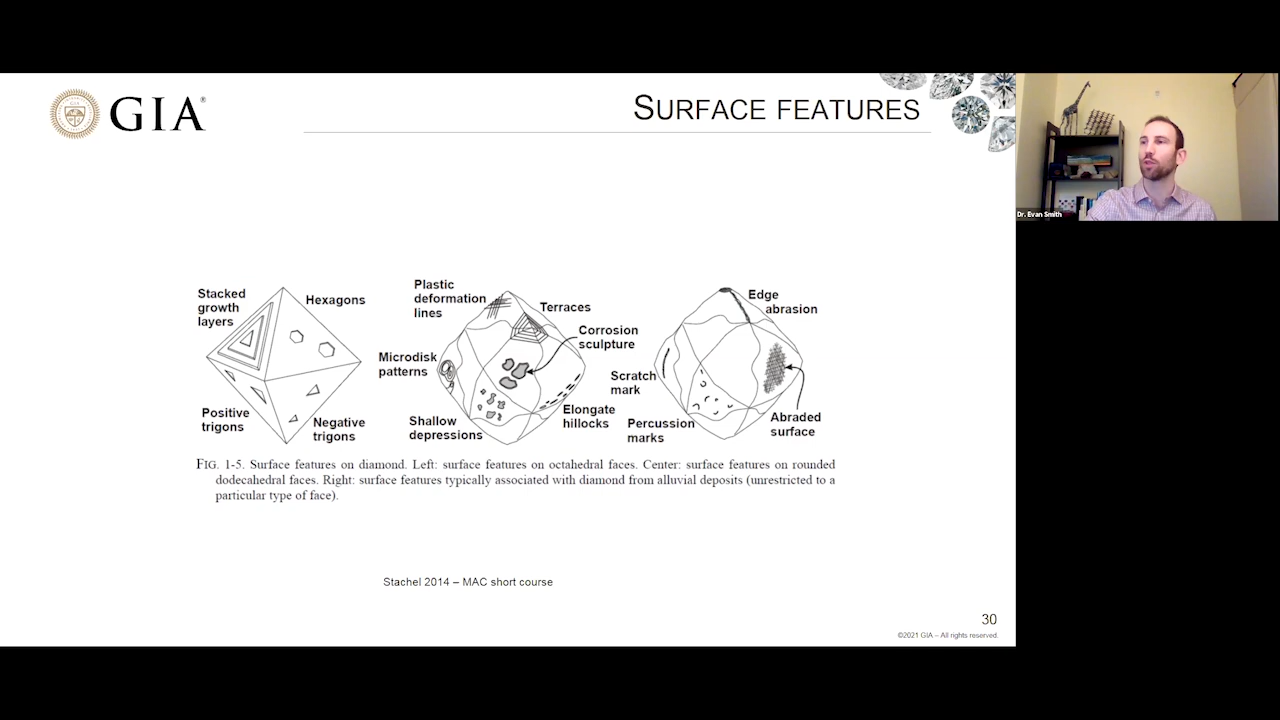 GIA®
SURFACE FEATURES
Dr. Evan Smith
Stacked
growth
layers
Hexagons
Positive
trigons
Negative
trigons
Plastic
deformation
lines
Terraces
Corrosion
sculpture
Microdisk
patterns
Shallow
depressions
Elongate
hillocks
Edge
abrasion
Scratch
mark
Percussion
marks
Abraded
surface
FIG. 1-5. Surface features on diamond. Left: surface features on octahedral faces. Center: surface features on rounded
dodecahedral faces. Right: surface features typically associated with diamond from alluvial deposits (unrestricted to a
particular type of face).
Stachel 2014 – MAC short course
30
©2021 GIA – All rights reserved.